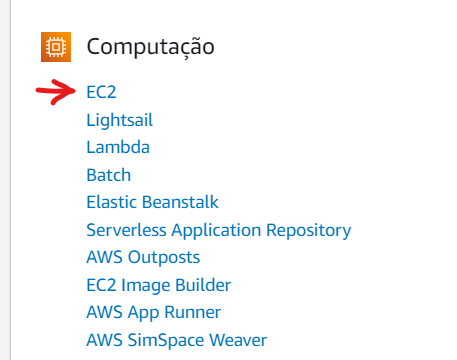 Computação
EC2
Lightsail
Lambda
Batch
Elastic Beanstalk
Serverless Application Repository
AWS Outposts
EC2 Image Builder
AWS App Runner
AWS SimSpace Weaver